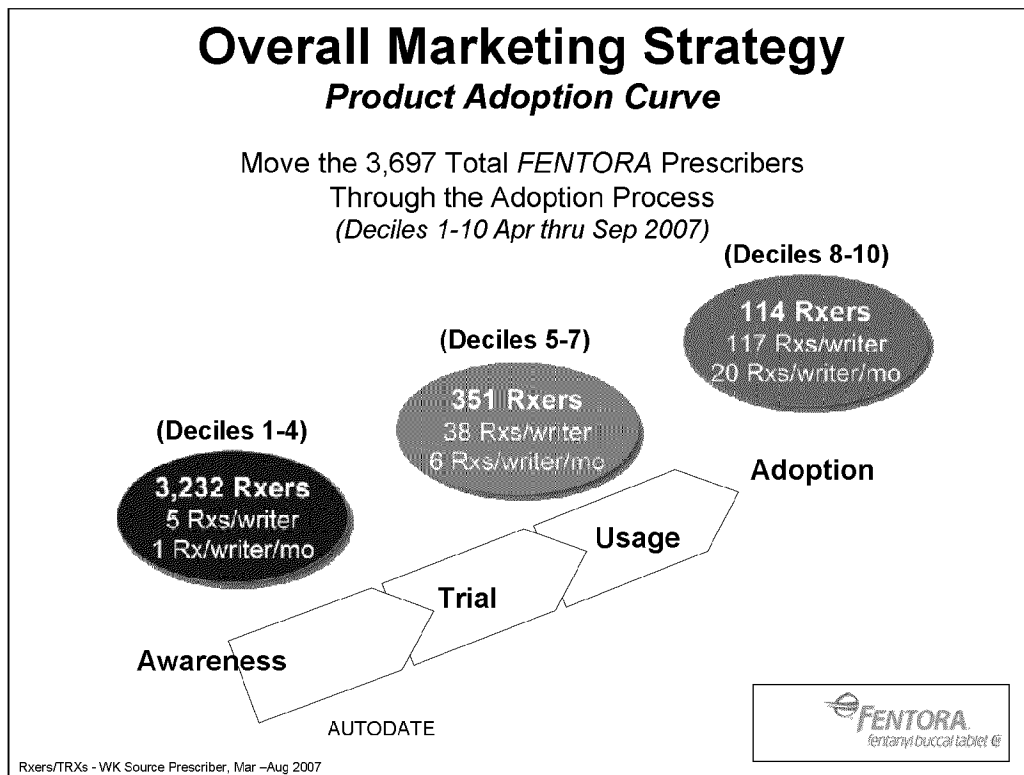 Overall Marketing Strategy
Product Adoption Curve
Move the 3,697 Total FENTORA Prescribers
Through the Adoption Process
(Deciles 1-10 Apr thru Sep 2007)
(Deciles 8-10)
114 Rxers
117 Rxs/writer
20 Rxs/writer/mo
(Deciles 5-7)
351 Rxers
38 Rxs/writer
6 Rxs/writer/mo
(Deciles 1-4)
3,232 Rxers
5 Rxs/writer
1 Rx/writer/mo
Adoption
Usage
Trial
Awareness
AUTODATE
FENTORA
fentanyl buccal tablet
Rxers/TRXs - WK Source Prescriber, Mar –Aug 2007